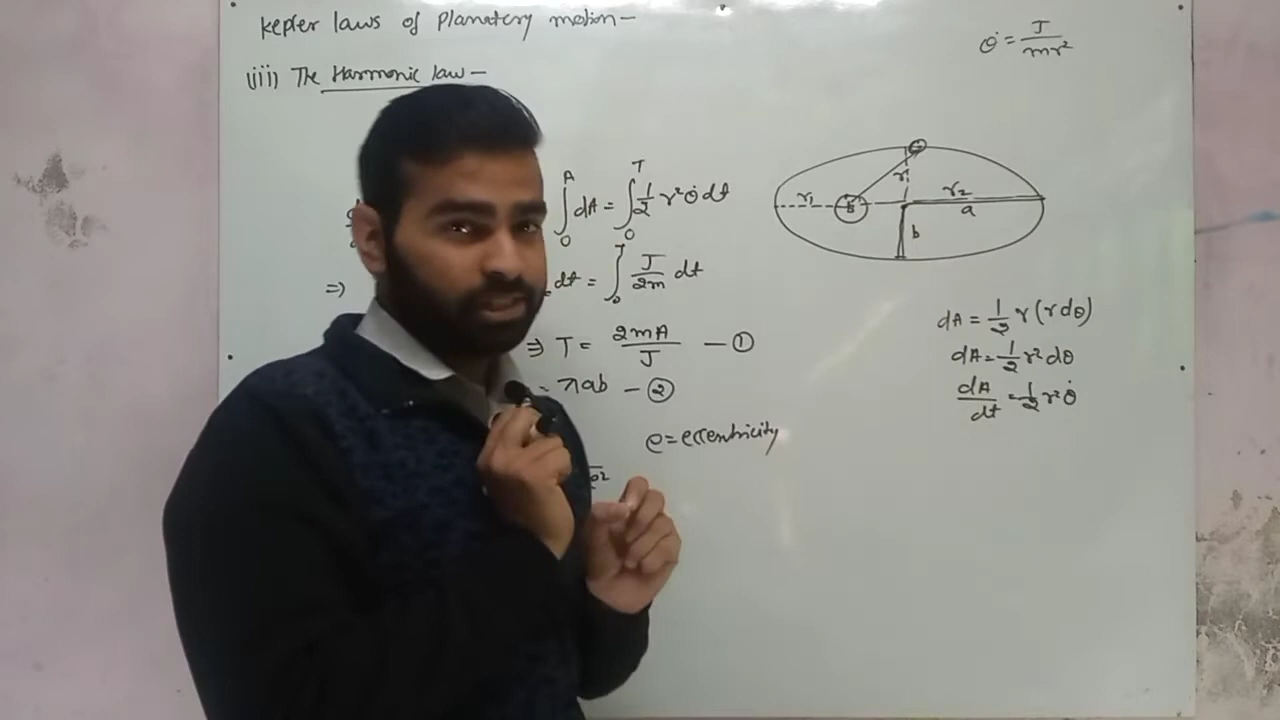 Kepler laws of Planatery motion—
(iii) The Harmonic law—
θ̇ = J/mr²
∫₀ᴬ dA = ∫₀ᵀ 1/2 r² θ̇ dt
⇒ dt = ∫₀ᵀ J/2m dt
⇒ T = 2mA/J — ①
= πab — ②
e = eccentricity
r₁ S r r₂ a b
dA = 1/2 r (r dθ)
dA = 1/2 r² dθ
dA/dt = 1/2 r² θ̇